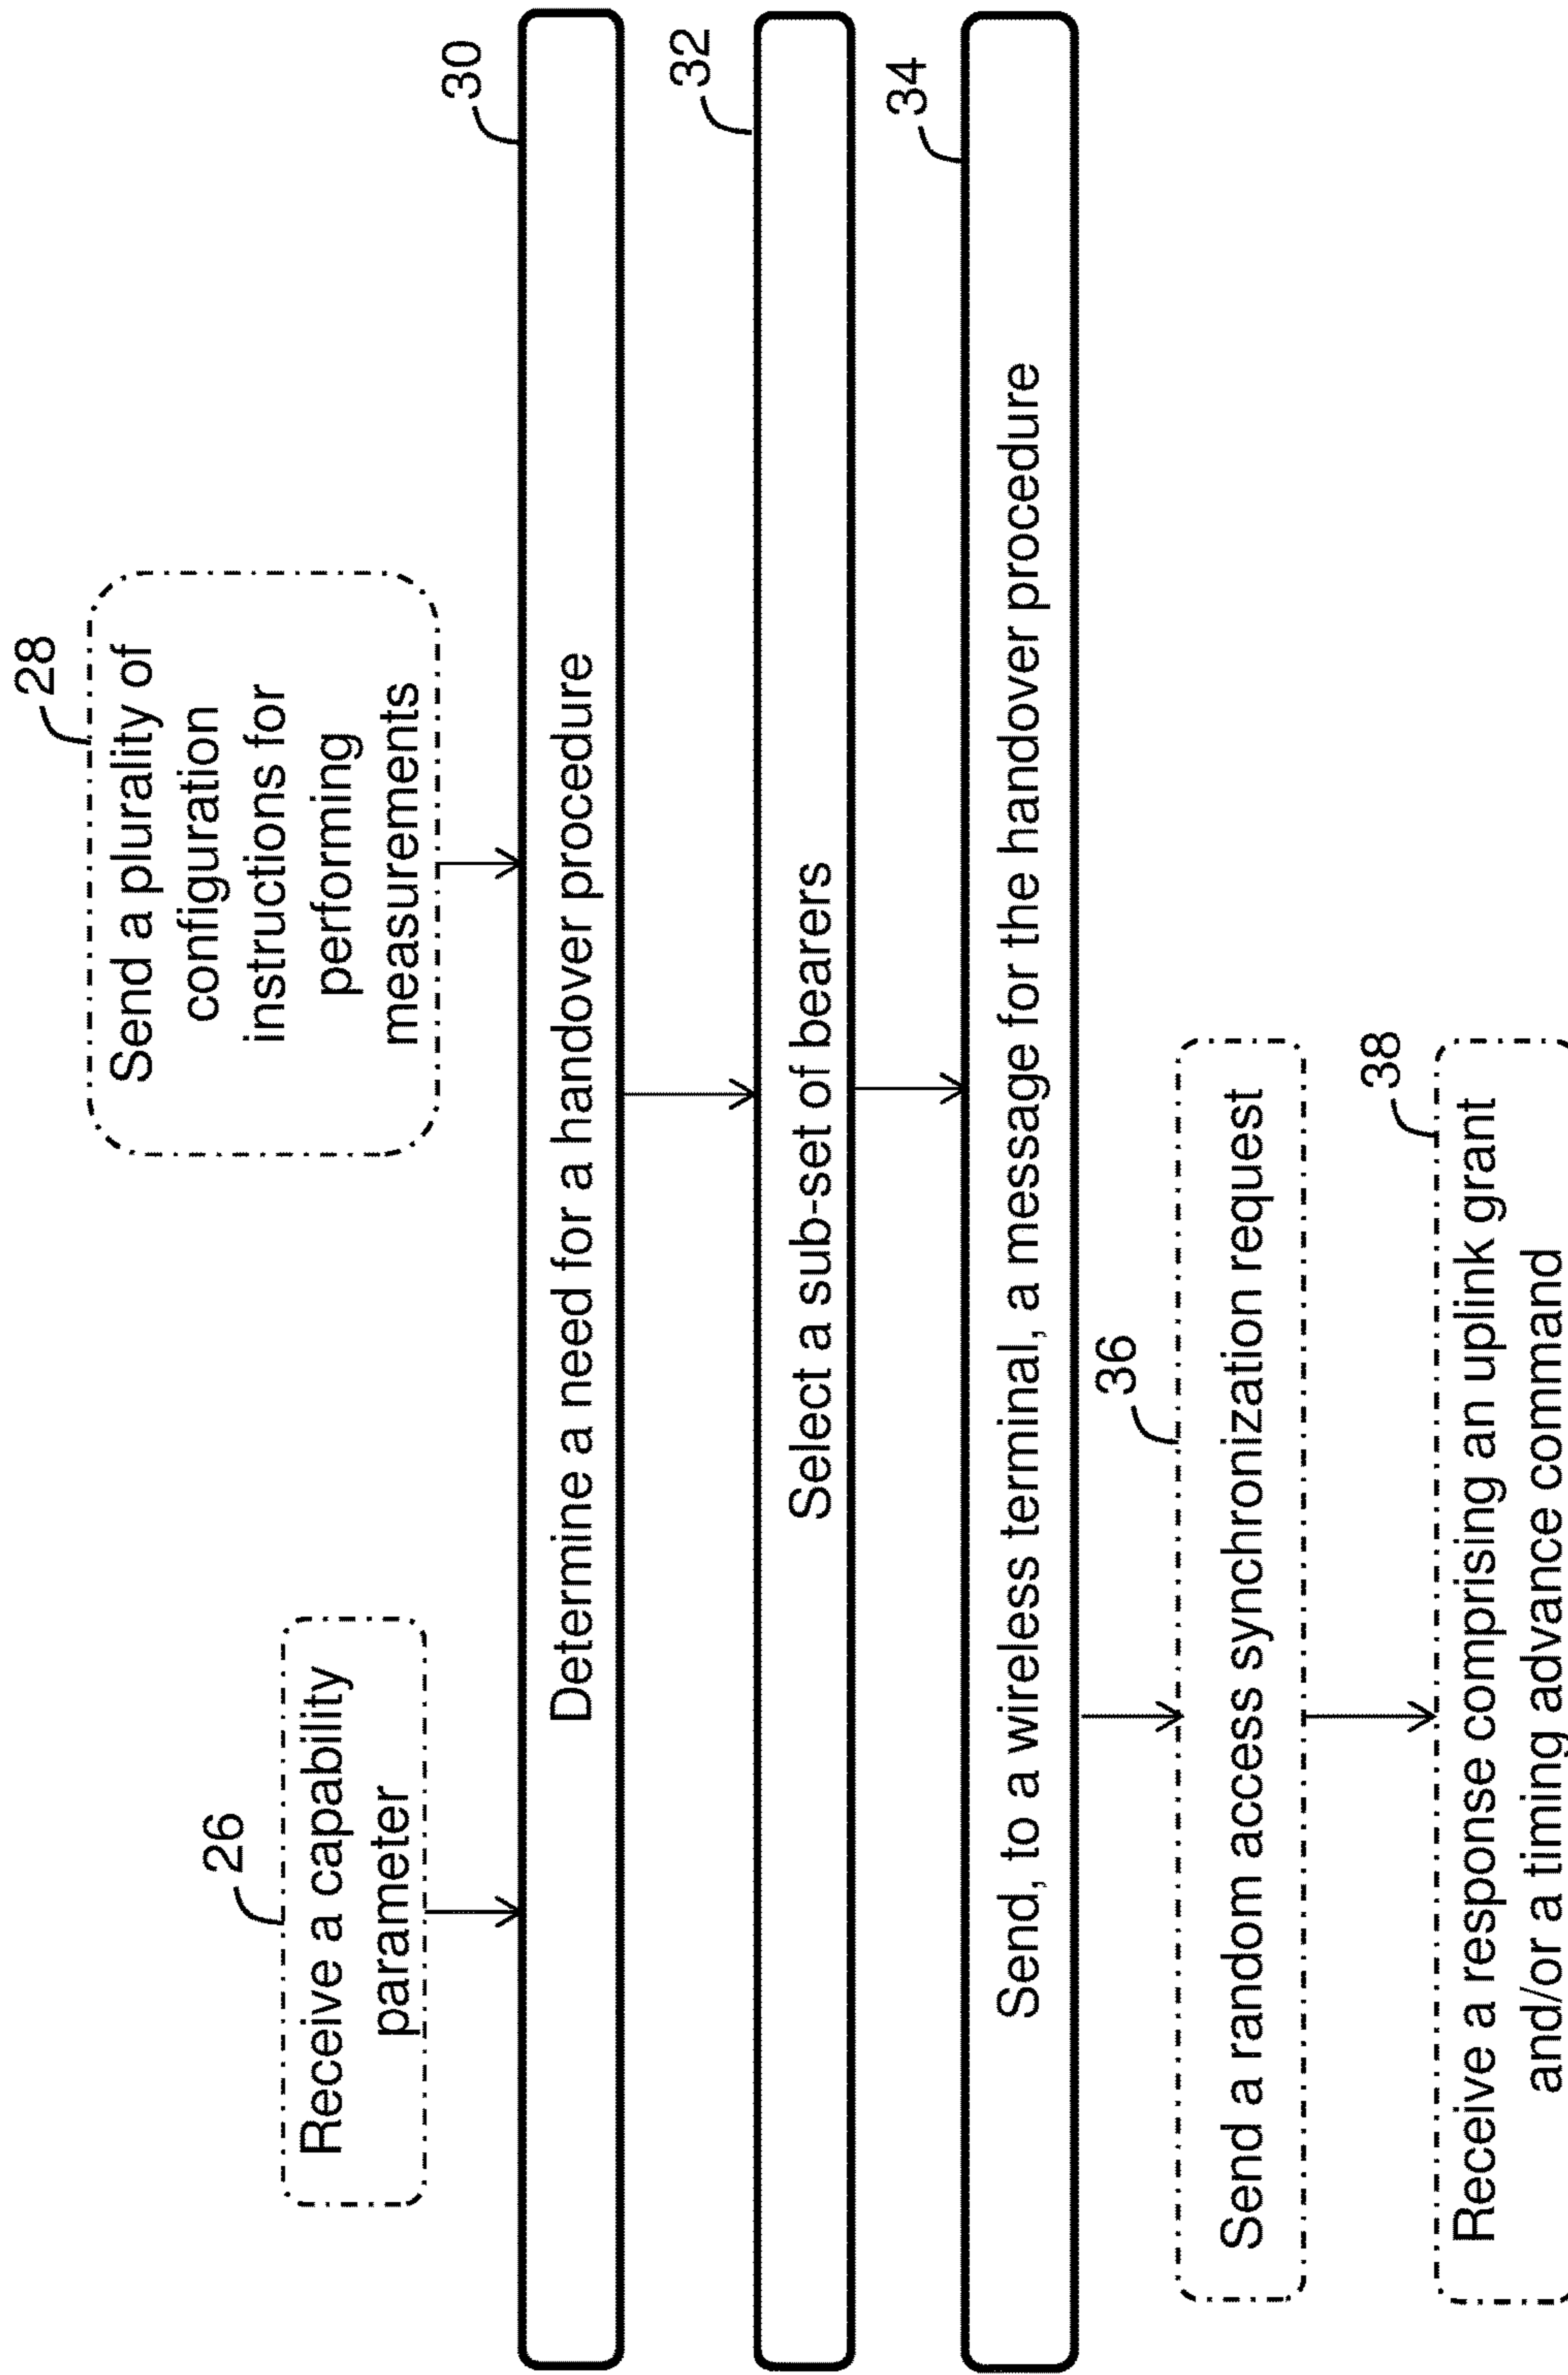 26
Receive a capability
parameter
28
Send a plurality of
configuration
instructions for
performing
measurements
30
Determine a need for a handover procedure
32
Select a sub-set of bearers
34
Send, to a wireless terminal, a message for the handover procedure
36
Send a random access synchronization request
38
Receive a response comprising an uplink grant
and/or a timing advance command